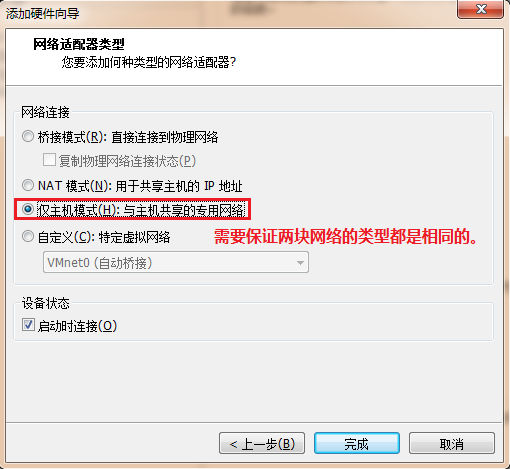 添加硬件向导
网络适配器类型
您要添加何种类型的网络适配器?
网络连接
桥接模式(R): 直接连接到物理网络
复制物理网络连接状态(P)
NAT 模式(N): 用于共享主机的 IP 地址
仅主机模式(H): 与主机共享的专用网络
自定义(C): 特定虚拟网络
需要保证两块网络的类型都是相同的。
VMnet0 (自动桥接)
设备状态
启动时连接(O)
< 上一步(B)
完成
取消